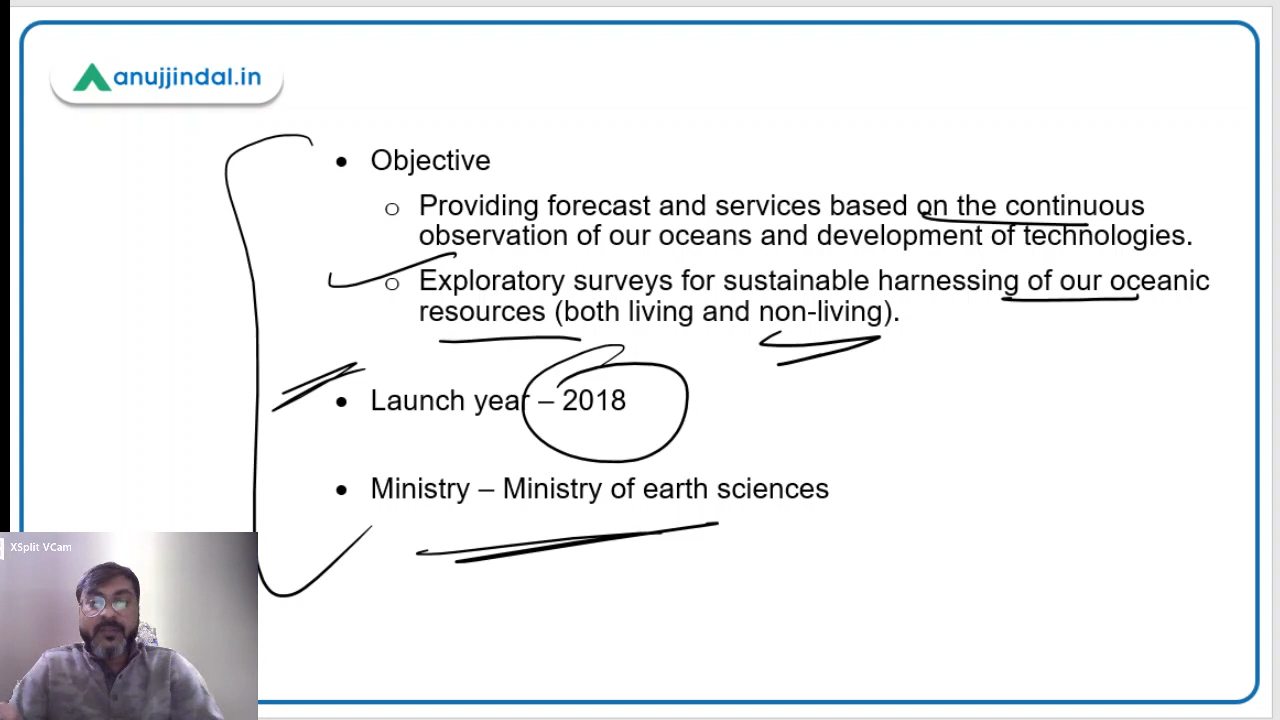 anujjindal.in
• Objective
o Providing forecast and services based on the continuous
observation of our oceans and development of technologies.
o Exploratory surveys for sustainable harnessing of our oceanic
resources (both living and non-living).
• Launch year – 2018
• Ministry – Ministry of earth sciences
XSplit VCam